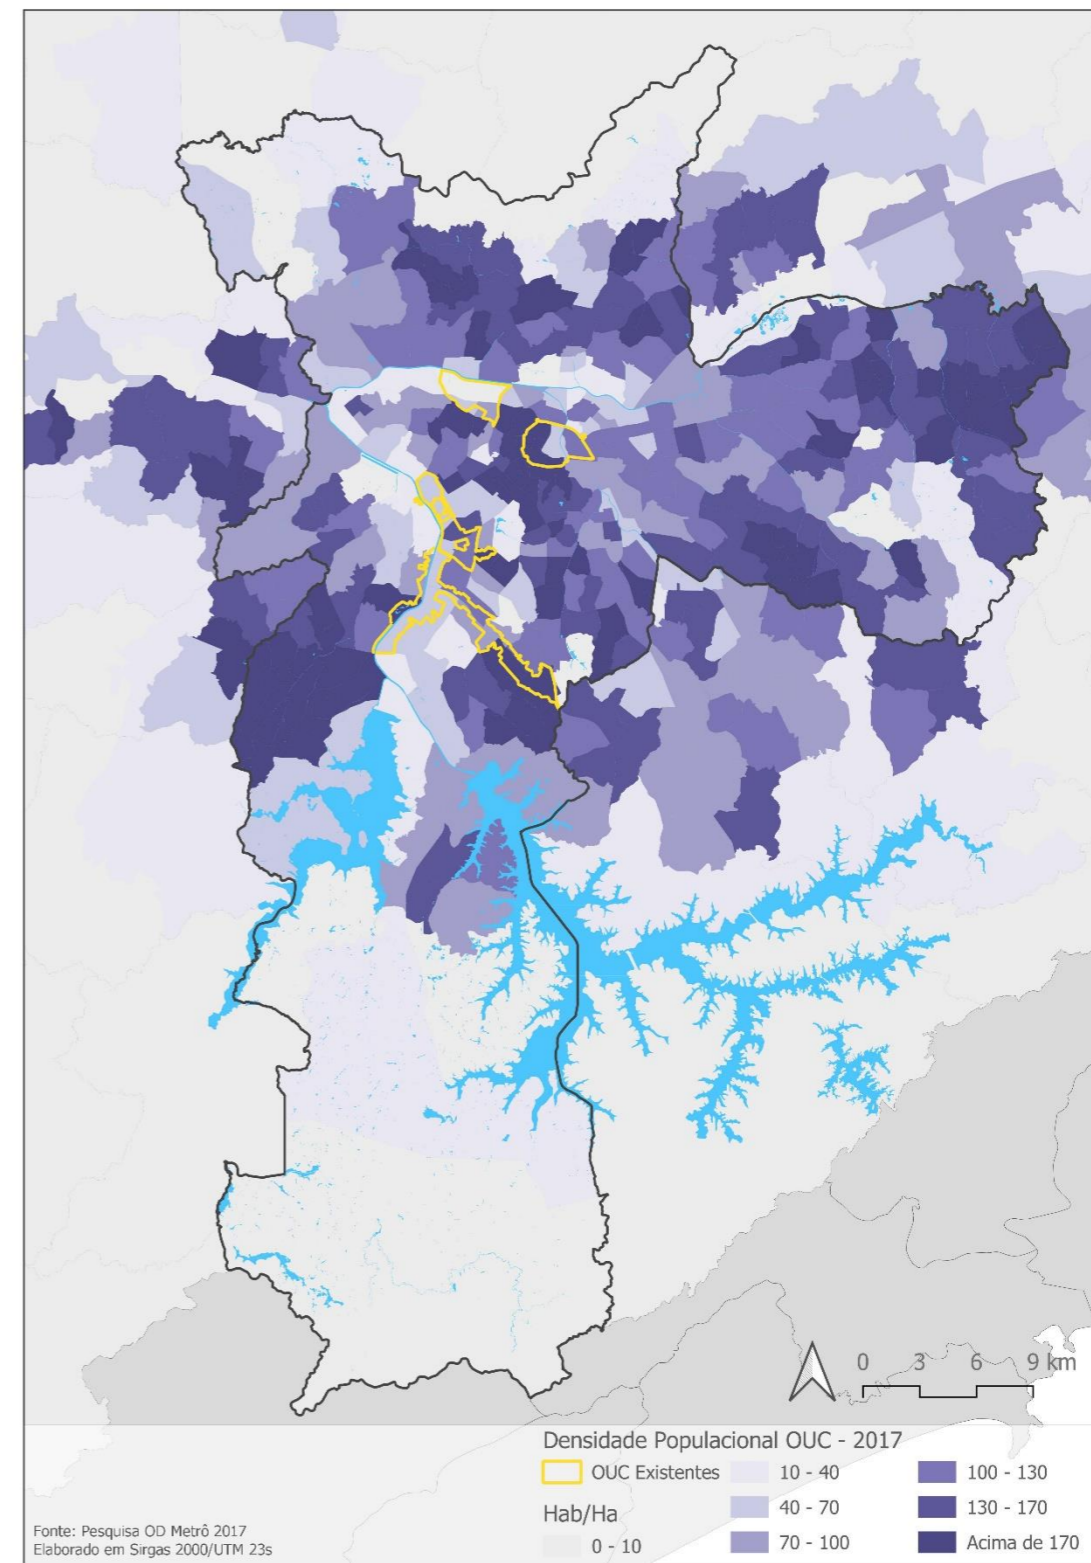 0 3 6 9 km
Densidade Populacional OUC - 2017
OUC Existentes
Hab/Ha
0 - 10
10 - 40
40 - 70
70 - 100
100 - 130
130 - 170
Acima de 170
Fonte: Pesquisa OD Metrô 2017
Elaborado em Sirgas 2000/UTM 23s